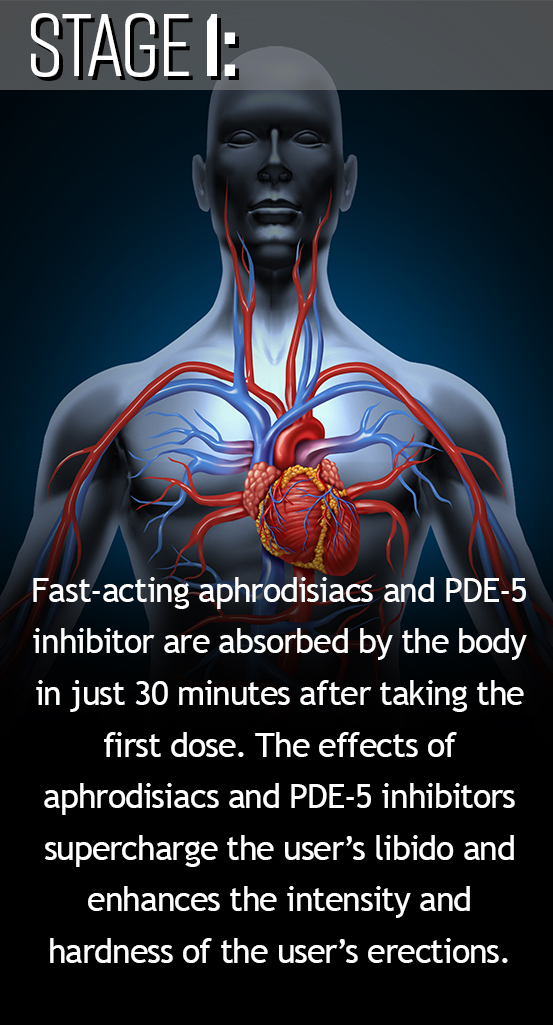 STAGE 1:
Fast-acting aphrodisiacs and PDE-5
inhibitor are absorbed by the body
in just 30 minutes after taking the
first dose. The effects of
aphrodisiacs and PDE-5 inhibitors
supercharge the user’s libido and
enhances the intensity and
hardness of the user’s erections.